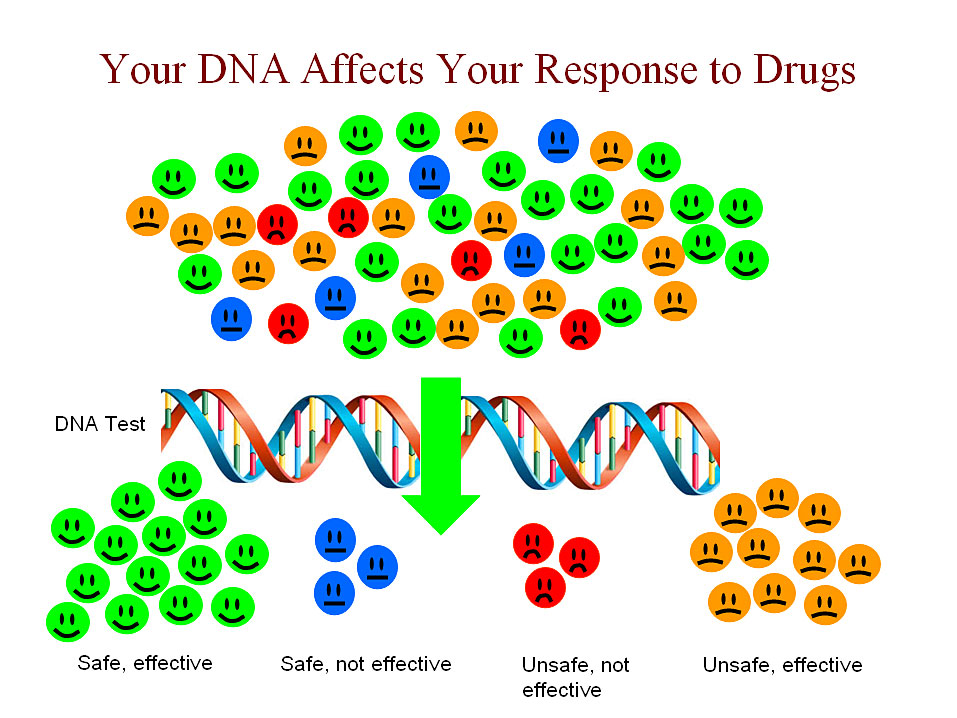 Your DNA Affects Your Response to Drugs
DNA Test
Safe, effective
Safe, not effective
Unsafe, not
effective
Unsafe, effective